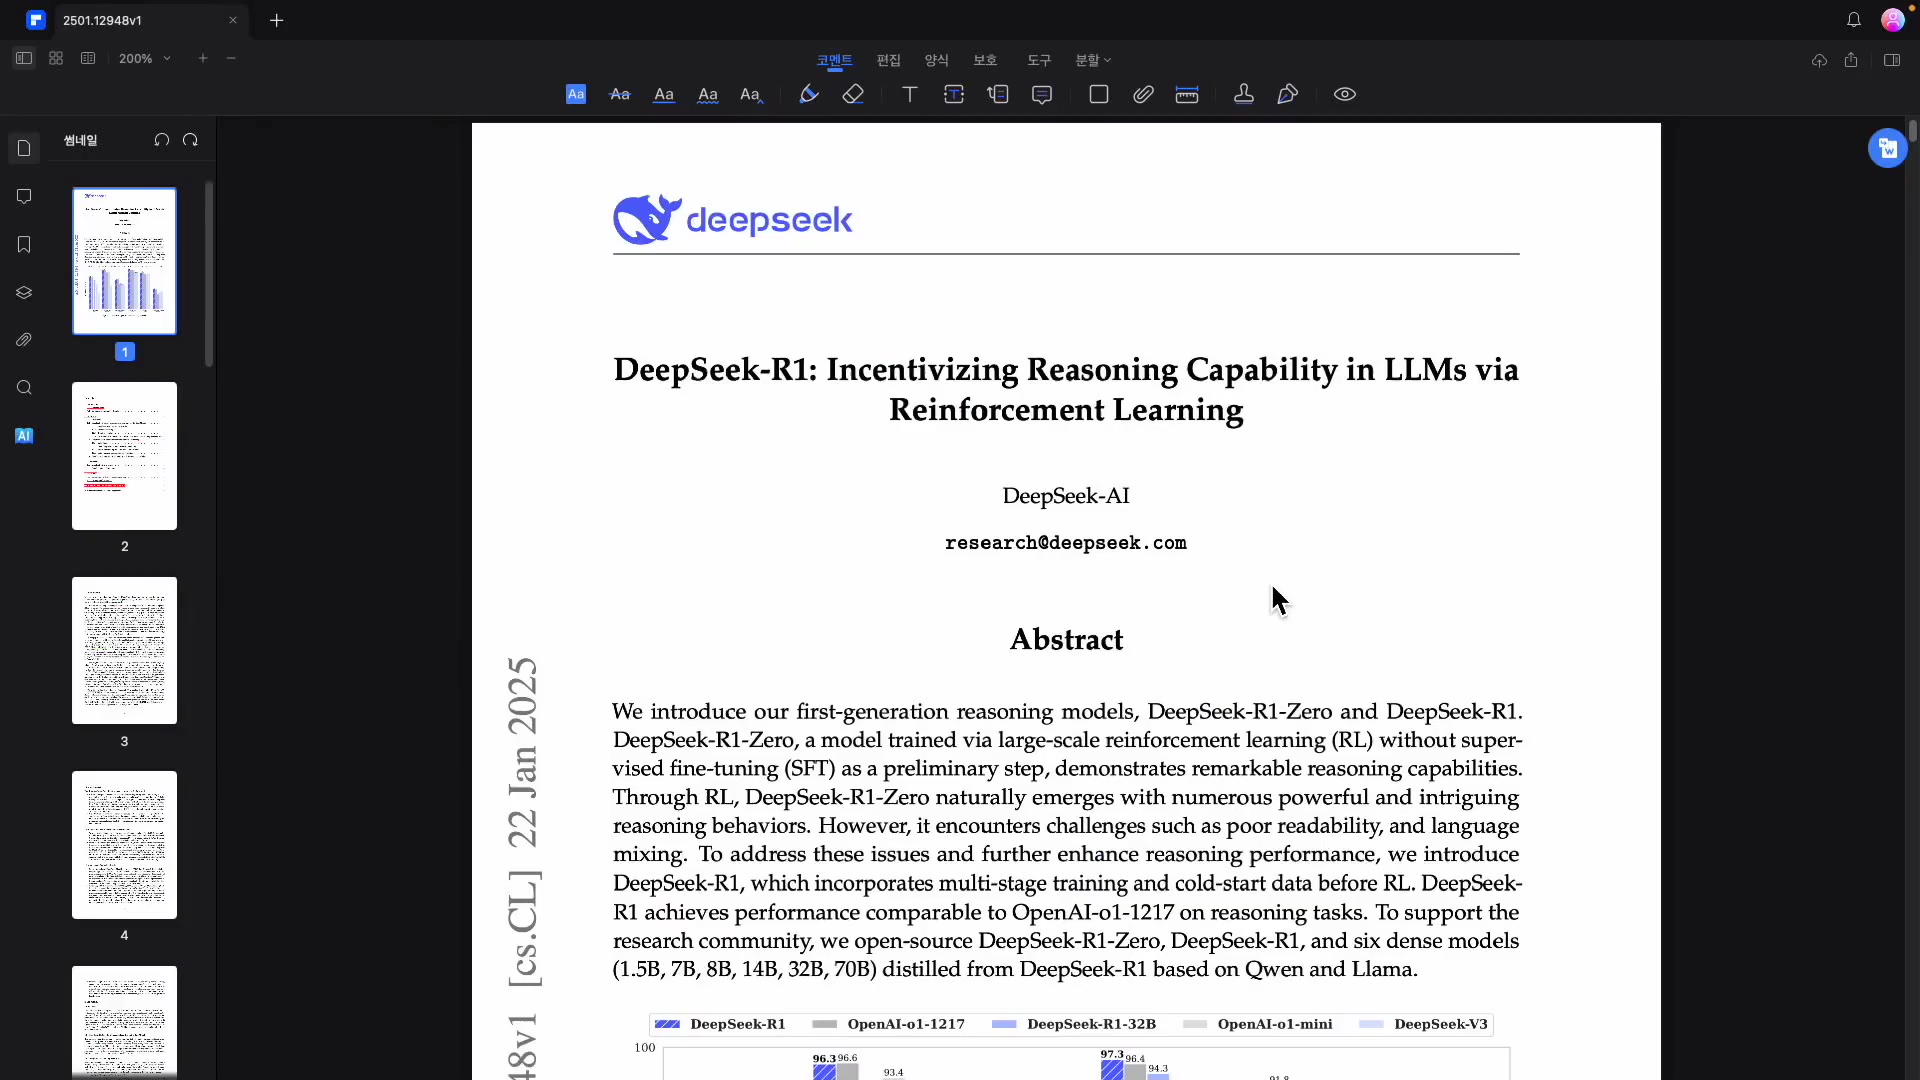 2501.12948v1
200%
코멘트 편집 양식 보호 도구 분할
Aa Aa Aa Aa Aa
썸네일
1
2
3
4
AI
deepseek
DeepSeek-R1: Incentivizing Reasoning Capability in LLMs via
Reinforcement Learning
DeepSeek-AI
research@deepseek.com
Abstract
We introduce our first-generation reasoning models, DeepSeek-R1-Zero and DeepSeek-R1.
DeepSeek-R1-Zero, a model trained via large-scale reinforcement learning (RL) without super-
vised fine-tuning (SFT) as a preliminary step, demonstrates remarkable reasoning capabilities.
Through RL, DeepSeek-R1-Zero naturally emerges with numerous powerful and intriguing
reasoning behaviors. However, it encounters challenges such as poor readability, and language
mixing. To address these issues and further enhance reasoning performance, we introduce
DeepSeek-R1, which incorporates multi-stage training and cold-start data before RL. DeepSeek-
R1 achieves performance comparable to OpenAI-o1-1217 on reasoning tasks. To support the
research community, we open-source DeepSeek-R1-Zero, DeepSeek-R1, and six dense models
(1.5B, 7B, 8B, 14B, 32B, 70B) distilled from DeepSeek-R1 based on Qwen and Llama.
48v1 [cs.CL] 22 Jan 2025
DeepSeek-R1 OpenAI-o1-1217 DeepSeek-R1-32B OpenAI-o1-mini DeepSeek-V3
100
96.3 96.6 93.4 97.3 96.4 94.3